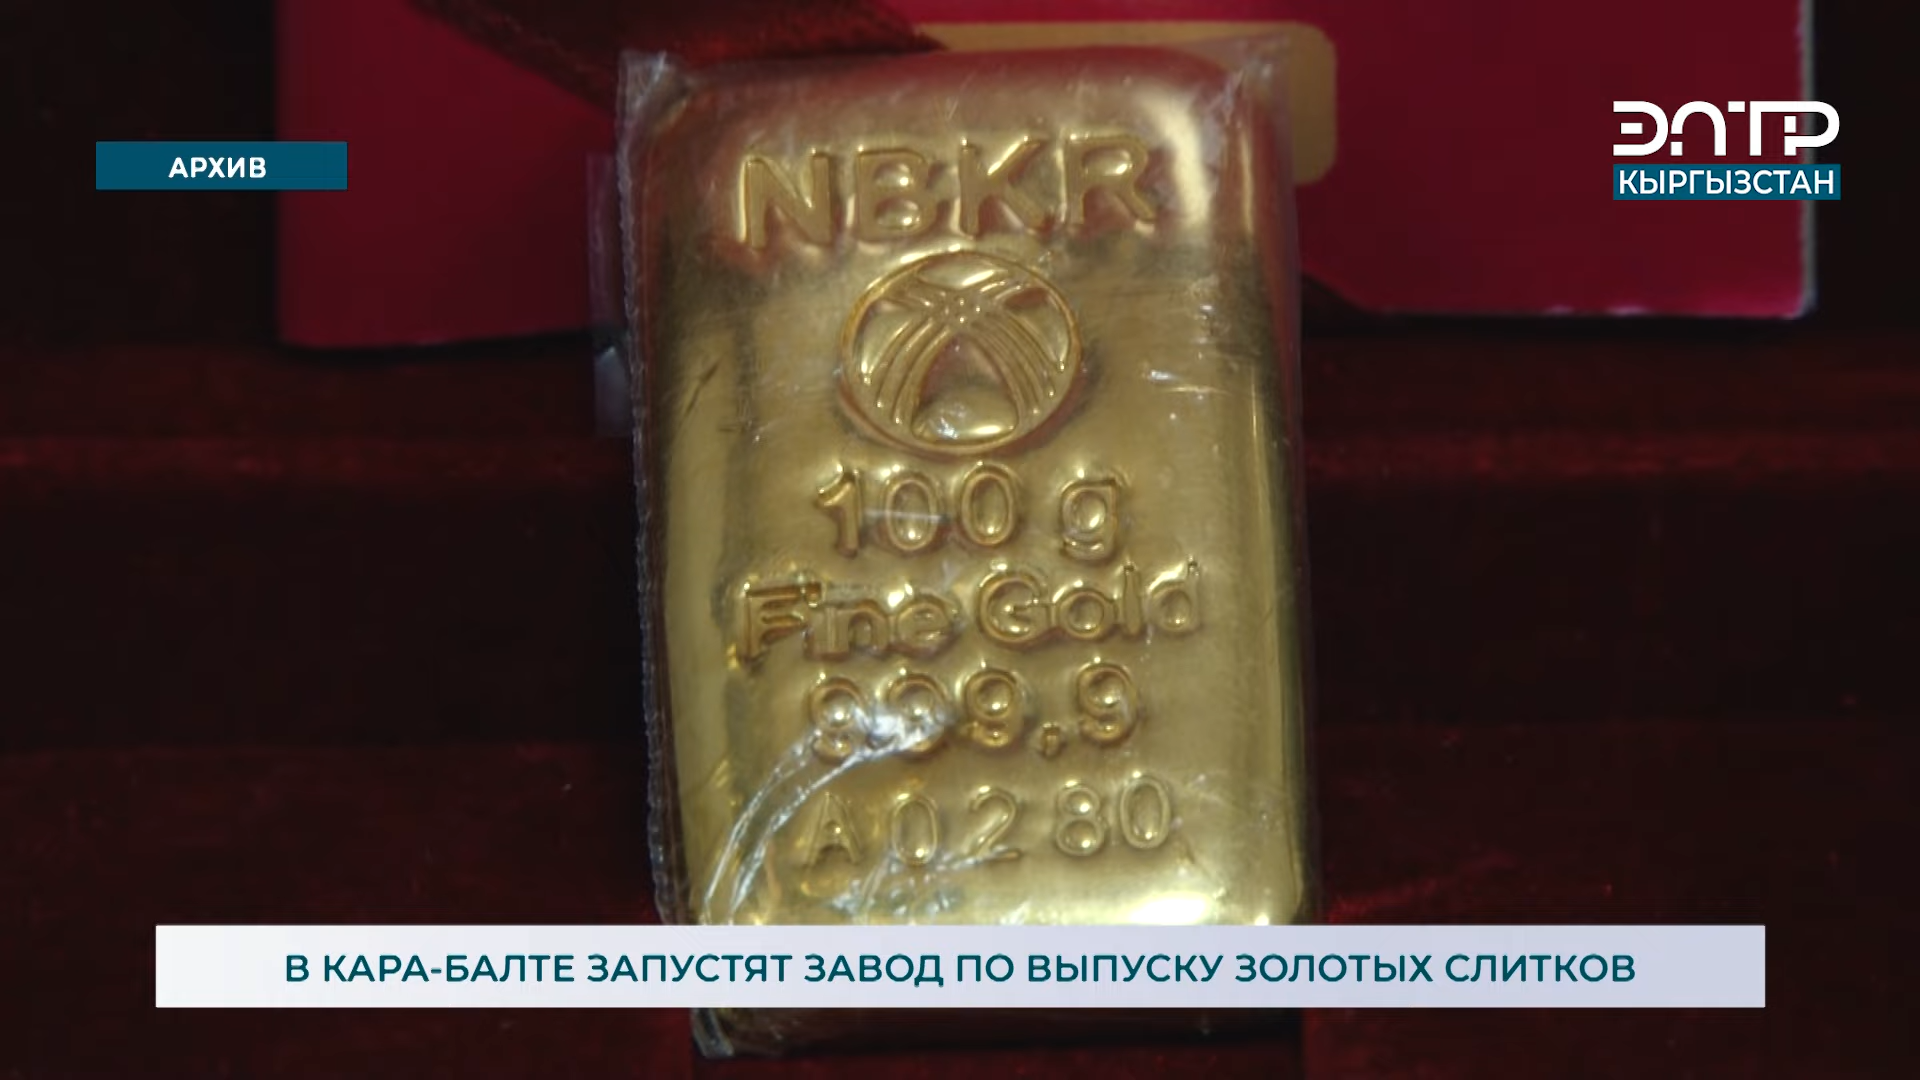 АРХИВ
ЭЛТР
КЫРГЫЗСТАН
NBKR
100 g
Fine Gold
999,9
A0280
В КАРА-БАЛТЕ ЗАПУСТЯТ ЗАВОД ПО ВЫПУСКУ ЗОЛОТЫХ СЛИТКОВ